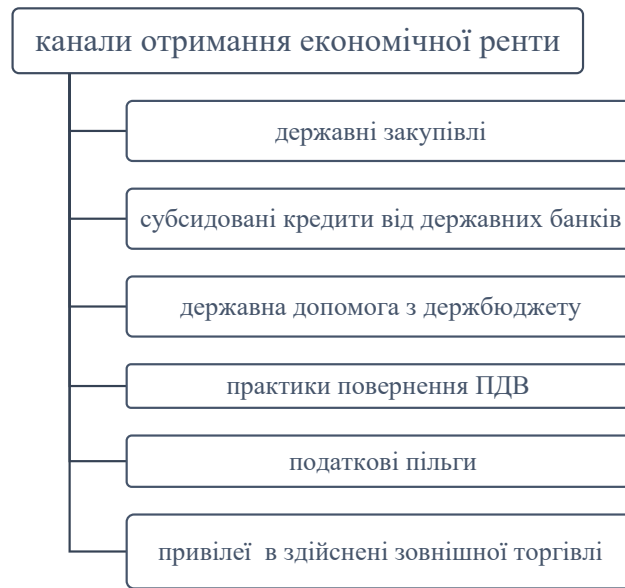 канали отримання економічної ренти
державні закупівлі
субсидовані кредити від державних банків
державна допомога з держбюджету
практики повернення ПДВ
податкові пільги
привілеї в здійснені зовнішної торгівлі